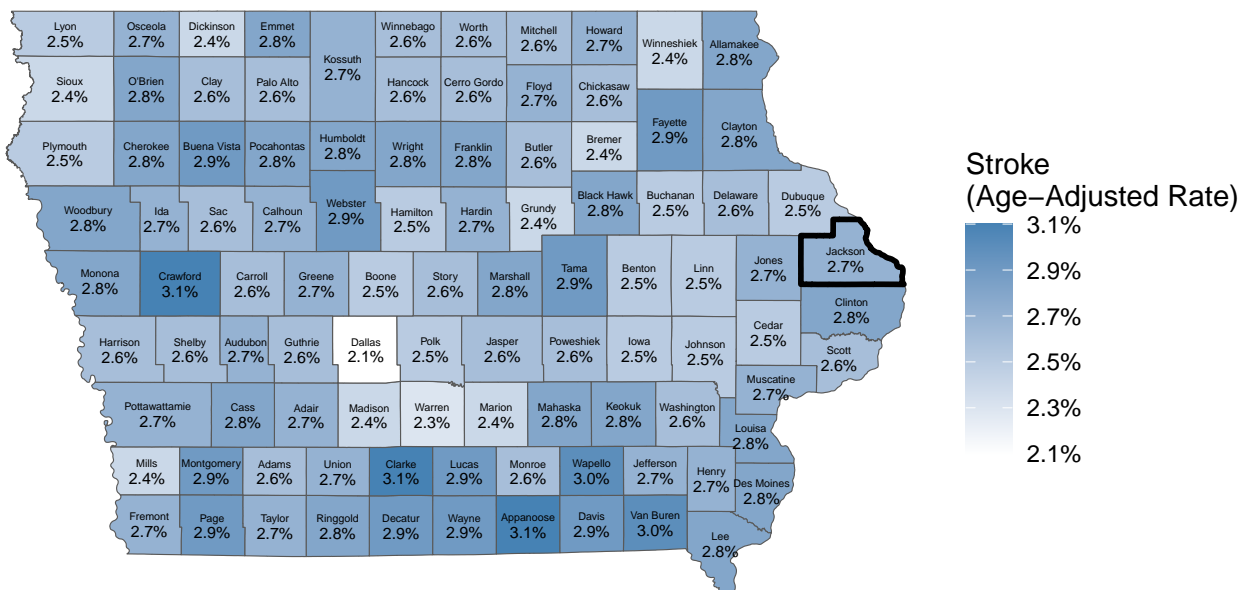 Lyon
2.5%
Osceola
2.7%
Dickinson
2.4%
Emmet
2.8%
Kossuth
2.7%
Winnebago
2.6%
Worth
2.6%
Mitchell
2.6%
Howard
2.7%
Winneshiek
2.4%
Allamakee
2.8%
Sioux
2.4%
O'Brien
2.8%
Clay
2.6%
Palo Alto
2.6%
Hancock
2.6%
Cerro Gordo
2.6%
Floyd
2.7%
Chickasaw
2.6%
Fayette
2.9%
Clayton
2.8%
Plymouth
2.5%
Cherokee
2.8%
Buena Vista
2.9%
Pocahontas
2.8%
Humboldt
2.8%
Wright
2.8%
Franklin
2.8%
Butler
2.6%
Bremer
2.4%
Woodbury
2.8%
Ida
2.7%
Sac
2.6%
Calhoun
2.7%
Webster
2.9%
Hamilton
2.5%
Hardin
2.7%
Grundy
2.4%
Black Hawk
2.8%
Buchanan
2.5%
Delaware
2.6%
Dubuque
2.5%
Monona
2.8%
Crawford
3.1%
Carroll
2.6%
Greene
2.7%
Boone
2.5%
Story
2.6%
Marshall
2.8%
Tama
2.9%
Benton
2.5%
Linn
2.5%
Jones
2.7%
Jackson
2.7%
Clinton
2.8%
Harrison
2.6%
Shelby
2.6%
Audubon
2.7%
Guthrie
2.6%
Dallas
2.1%
Polk
2.5%
Jasper
2.6%
Poweshiek
2.6%
Iowa
2.5%
Johnson
2.5%
Cedar
2.5%
Scott
2.6%
Muscatine
2.7%
Pottawattamie
2.7%
Cass
2.8%
Adair
2.7%
Madison
2.4%
Warren
2.3%
Marion
2.4%
Mahaska
2.8%
Keokuk
2.8%
Washington
2.6%
Louisa
2.8%
Mills
2.4%
Montgomery
2.9%
Adams
2.6%
Union
2.7%
Clarke
3.1%
Lucas
2.9%
Monroe
2.6%
Wapello
3.0%
Jefferson
2.7%
Henry
2.7%
Des Moines
2.8%
Fremont
2.7%
Page
2.9%
Taylor
2.7%
Ringgold
2.8%
Decatur
2.9%
Wayne
2.9%
Appanoose
3.1%
Davis
2.9%
Van Buren
3.0%
Lee
2.8%
Stroke
(Age−Adjusted Rate)
3.1%
2.9%
2.7%
2.5%
2.3%
2.1%